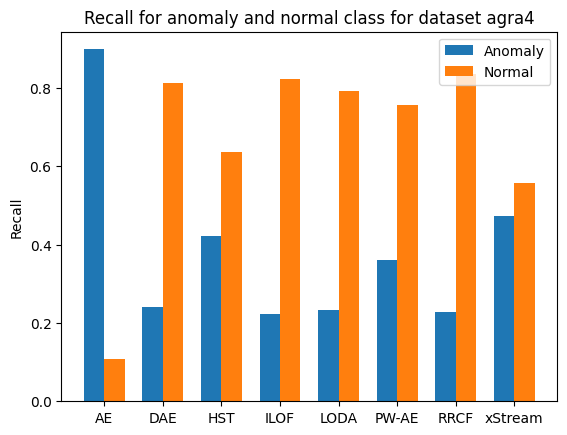 Recall for anomaly and normal class for dataset agra4
Anomaly
Normal
Recall
0.8
0.6
0.4
0.2
0.0
AE DAE HST ILOF LODA PW-AE RRCF xStream